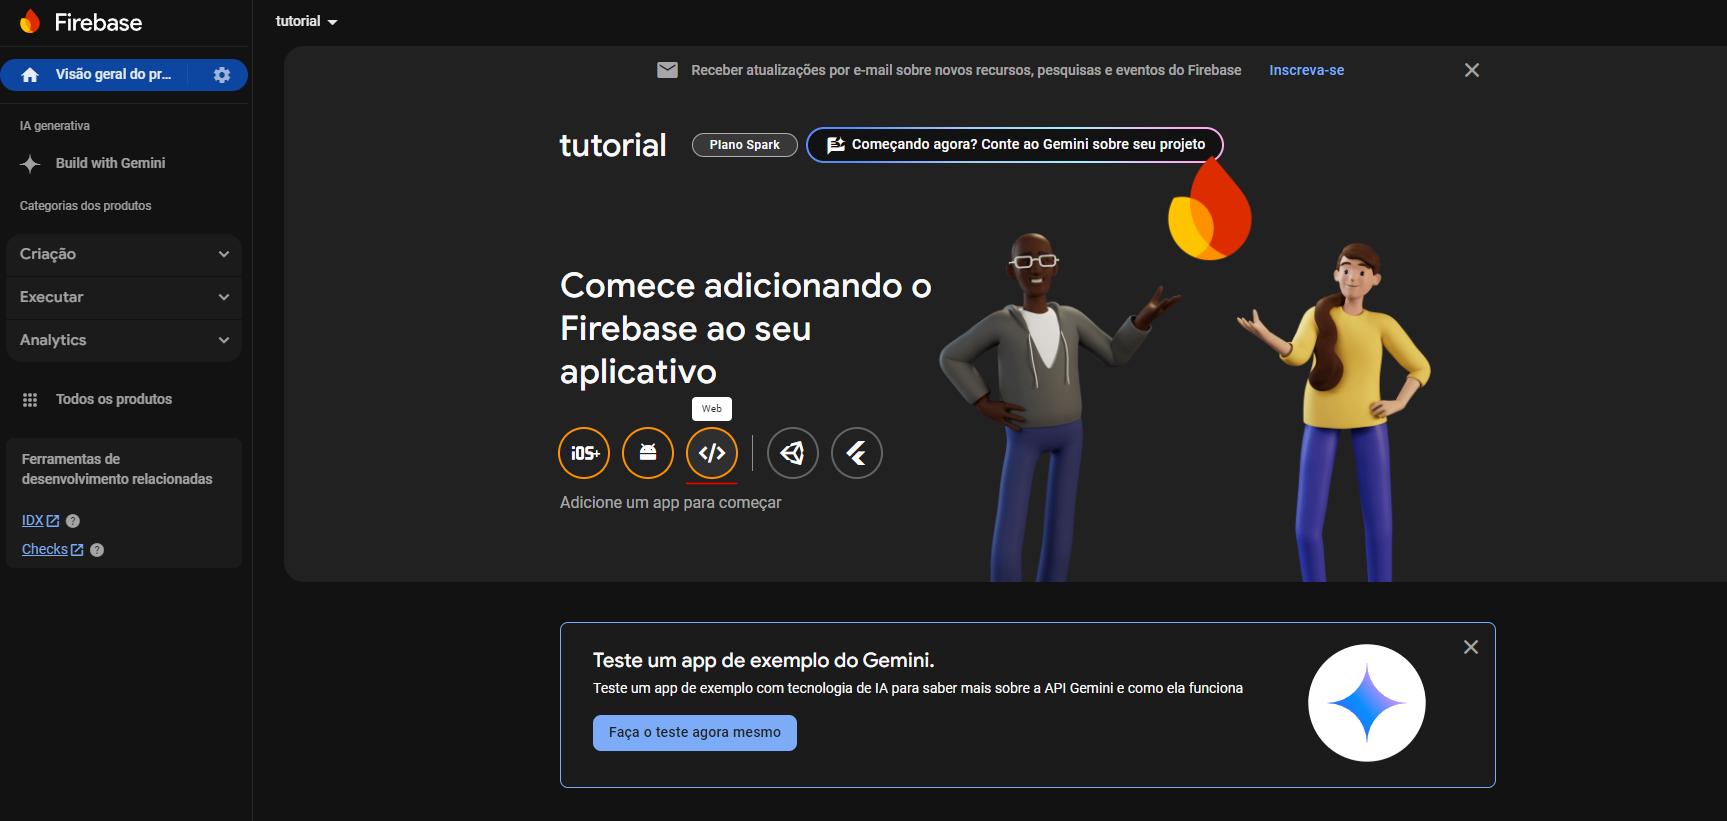 Firebase
tutorial
Visão geral do pr...
Receber atualizações por e-mail sobre novos recursos, pesquisas e eventos do Firebase
Inscreva-se
IA generativa
Build with Gemini
Categorias dos produtos
Criação
Executar
Analytics
Todos os produtos
Ferramentas de
desenvolvimento relacionadas
IDX
Checks
tutorial
Plano Spark
Começando agora? Conte ao Gemini sobre seu projeto
Comece adicionando o
Firebase ao seu
aplicativo
Web
iOS+
</>
Adicione um app para começar
Teste um app de exemplo do Gemini.
Teste um app de exemplo com tecnologia de IA para saber mais sobre a API Gemini e como ela funciona
Faça o teste agora mesmo